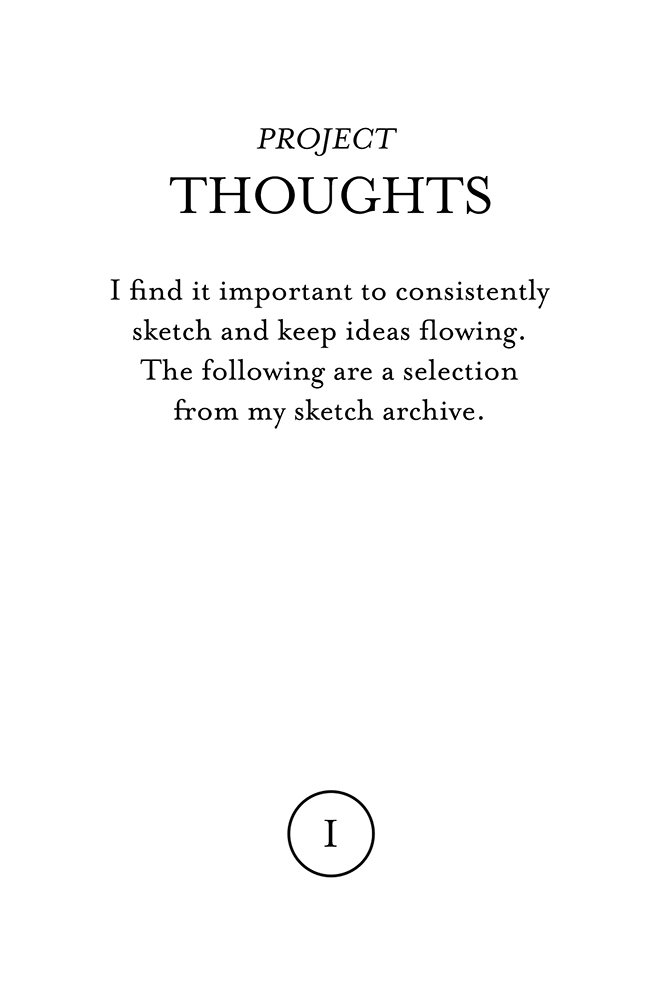 PROJECT
THOUGHTS
I find it important to consistently
sketch and keep ideas flowing.
The following are a selection
from my sketch archive.
I